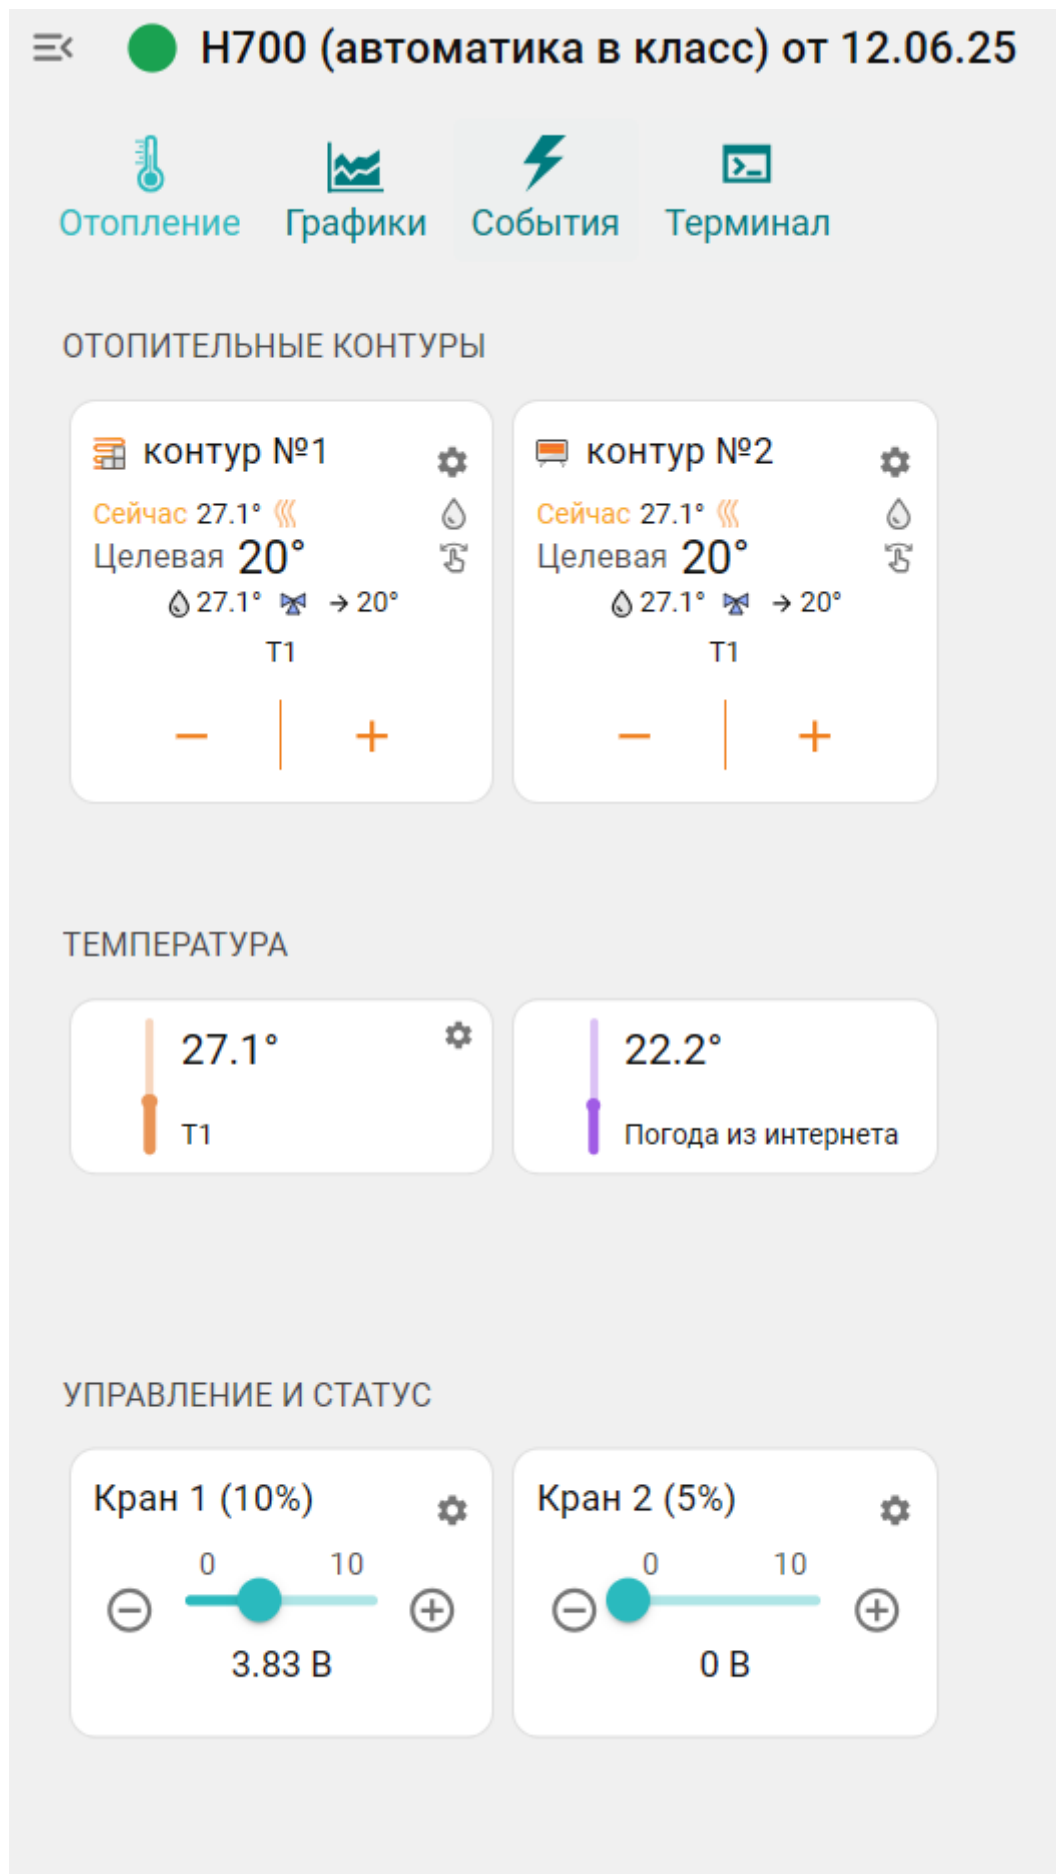 H700 (автоматика в класс) от 12.06.25
Отопление Графики События Терминал
ОТОПИТЕЛЬНЫЕ КОНТУРЫ
контур №1
Сейчас 27.1°
Целевая 20°
27.1° → 20°
T1
− +
контур №2
Сейчас 27.1°
Целевая 20°
27.1° → 20°
T1
− +
ТЕМПЕРАТУРА
27.1°
T1
22.2°
Погода из интернета
УПРАВЛЕНИЕ И СТАТУС
Кран 1 (10%)
0 10
3.83 В
Кран 2 (5%)
0 10
0 В